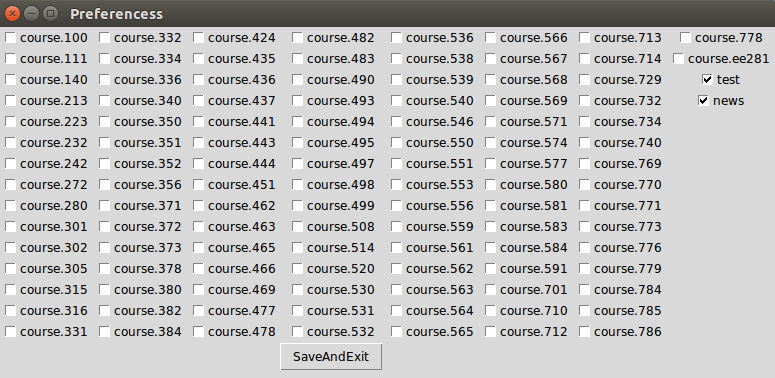 Preferencess
course.100 course.332 course.424 course.482 course.536 course.566 course.713 course.778
course.111 course.334 course.435 course.483 course.538 course.567 course.714 course.ee281
course.140 course.336 course.436 course.490 course.539 course.568 course.729 test
course.213 course.340 course.437 course.493 course.540 course.569 course.732 news
course.223 course.350 course.441 course.494 course.546 course.571 course.734
course.232 course.351 course.443 course.495 course.550 course.574 course.740
course.242 course.352 course.444 course.497 course.551 course.577 course.769
course.272 course.356 course.451 course.498 course.553 course.580 course.770
course.280 course.371 course.462 course.499 course.556 course.581 course.771
course.301 course.372 course.463 course.508 course.559 course.583 course.773
course.302 course.373 course.465 course.514 course.561 course.584 course.776
course.305 course.378 course.466 course.520 course.562 course.591 course.779
course.315 course.380 course.469 course.530 course.563 course.701 course.784
course.316 course.382 course.477 course.531 course.564 course.710 course.785
course.331 course.384 course.478 course.532 course.565 course.712 course.786
SaveAndExit